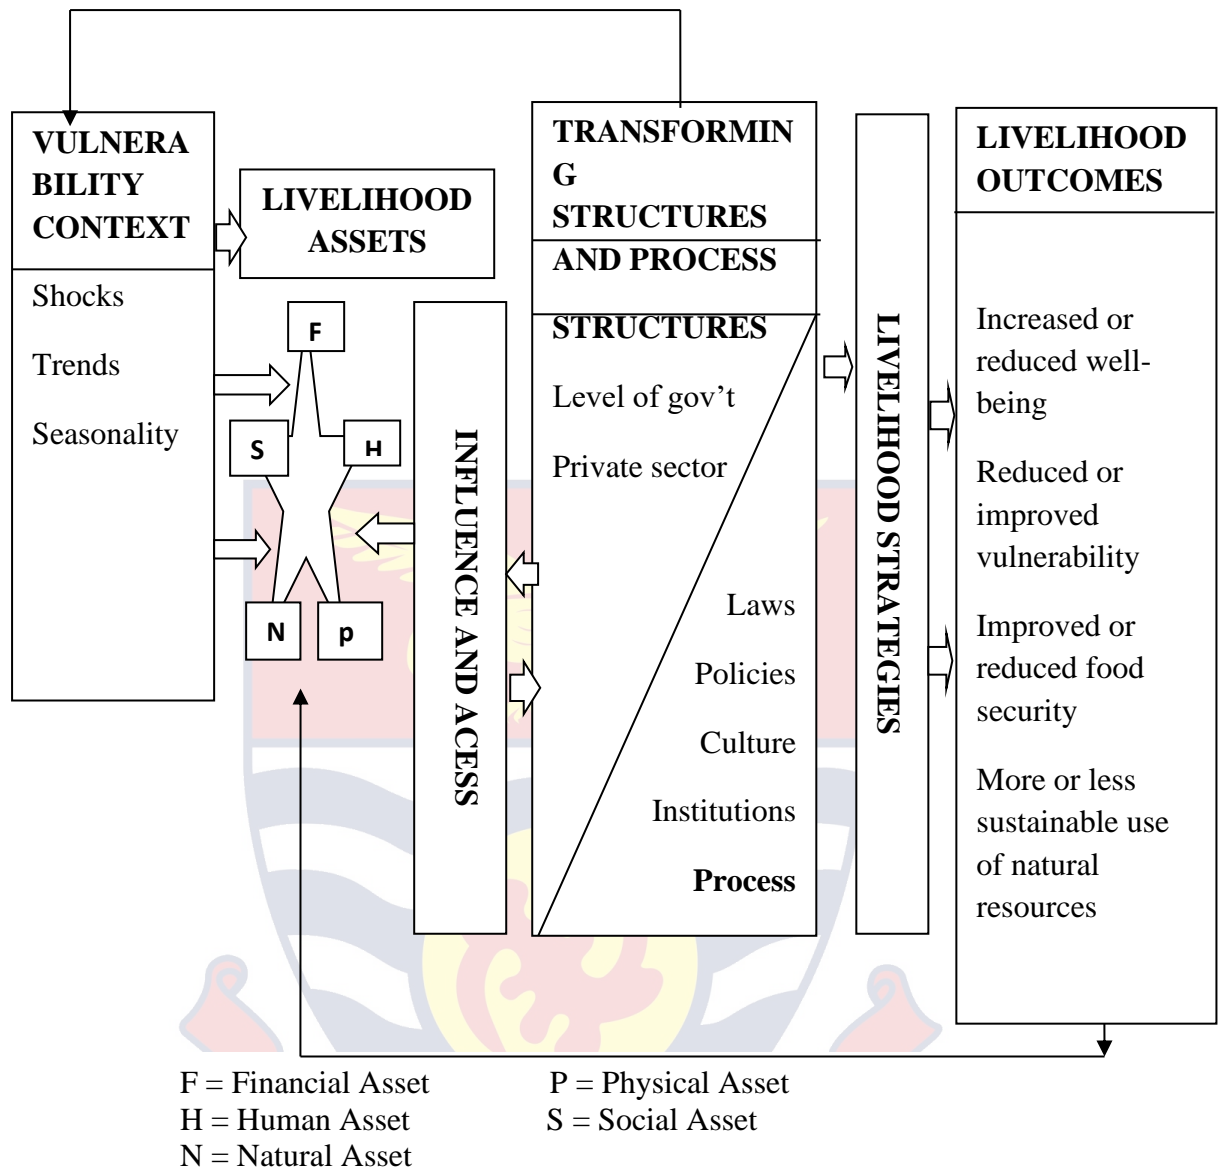 VULNERA
BILITY
CONTEXT
Shocks
Trends
Seasonality
LIVELIHOOD
ASSETS
F
S
H
N
p
INFLUENCE AND ACESS
TRANSFORMIN
G
STRUCTURES
AND PROCESS
STRUCTURES
Level of gov’t
Private sector
Laws
Policies
Culture
Institutions
Process
LIVELIHOOD STRATEGIES
LIVELIHOOD
OUTCOMES
Increased or
reduced well-
being
Reduced or
improved
vulnerability
Improved or
reduced food
security
More or less
sustainable use
of natural
resources
F = Financial Asset
P = Physical Asset
H = Human Asset
S = Social Asset
N = Natural Asset